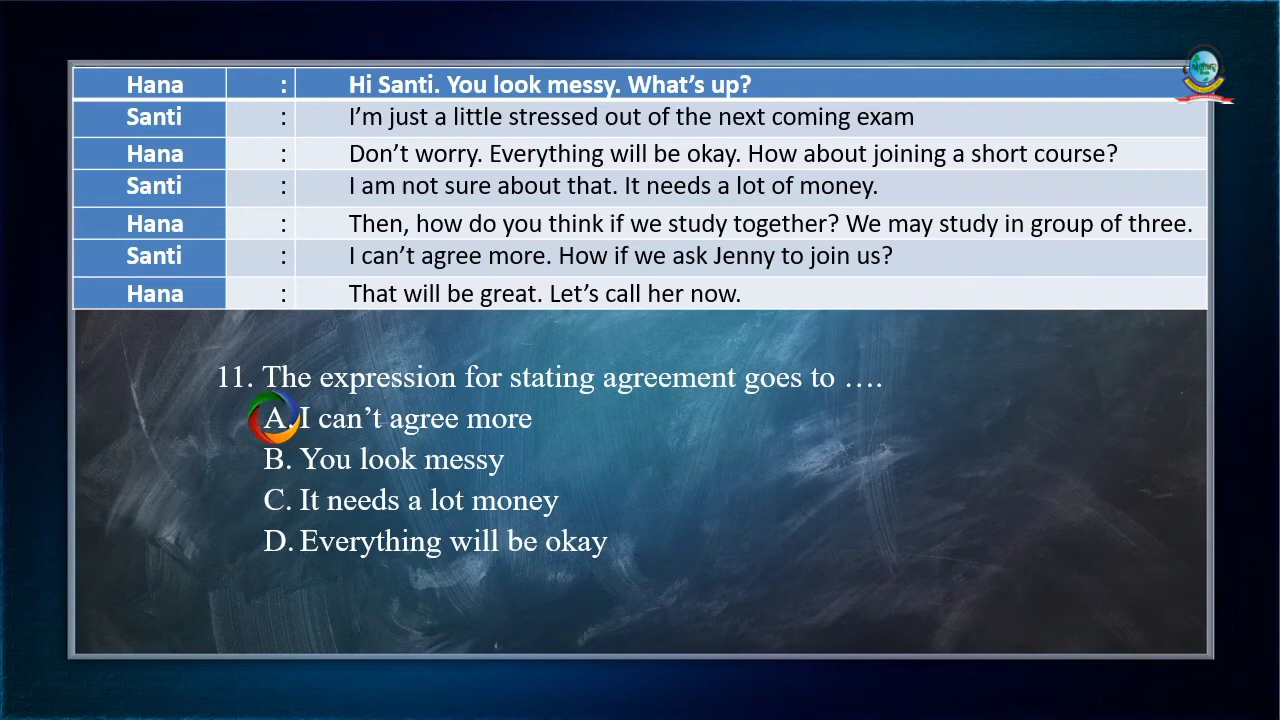 Hana : Hi Santi. You look messy. What’s up?
Santi : I’m just a little stressed out of the next coming exam
Hana : Don’t worry. Everything will be okay. How about joining a short course?
Santi : I am not sure about that. It needs a lot of money.
Hana : Then, how do you think if we study together? We may study in group of three.
Santi : I can’t agree more. How if we ask Jenny to join us?
Hana : That will be great. Let’s call her now.
11. The expression for stating agreement goes to ….
A. I can’t agree more
B. You look messy
C. It needs a lot money
D. Everything will be okay